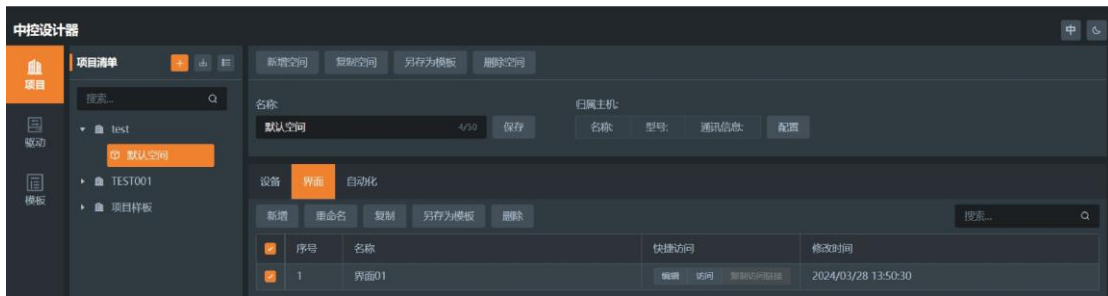 中控设计器
中
项目
驱动
模板
项目清单
搜索...
test
默认空间
TEST001
项目样板
新增空间 复制空间 另存为模板 删除空间
名称: 归属主机:
默认空间 4/50 保存 名称: 型号: 通讯信息: 配置
设备 界面 自动化
新增 重命名 复制 另存为模板 删除 搜索...
序号 名称 快捷访问 修改时间
1 界面01 编辑 访问 复制访问链接 2024/03/28 13:50:30